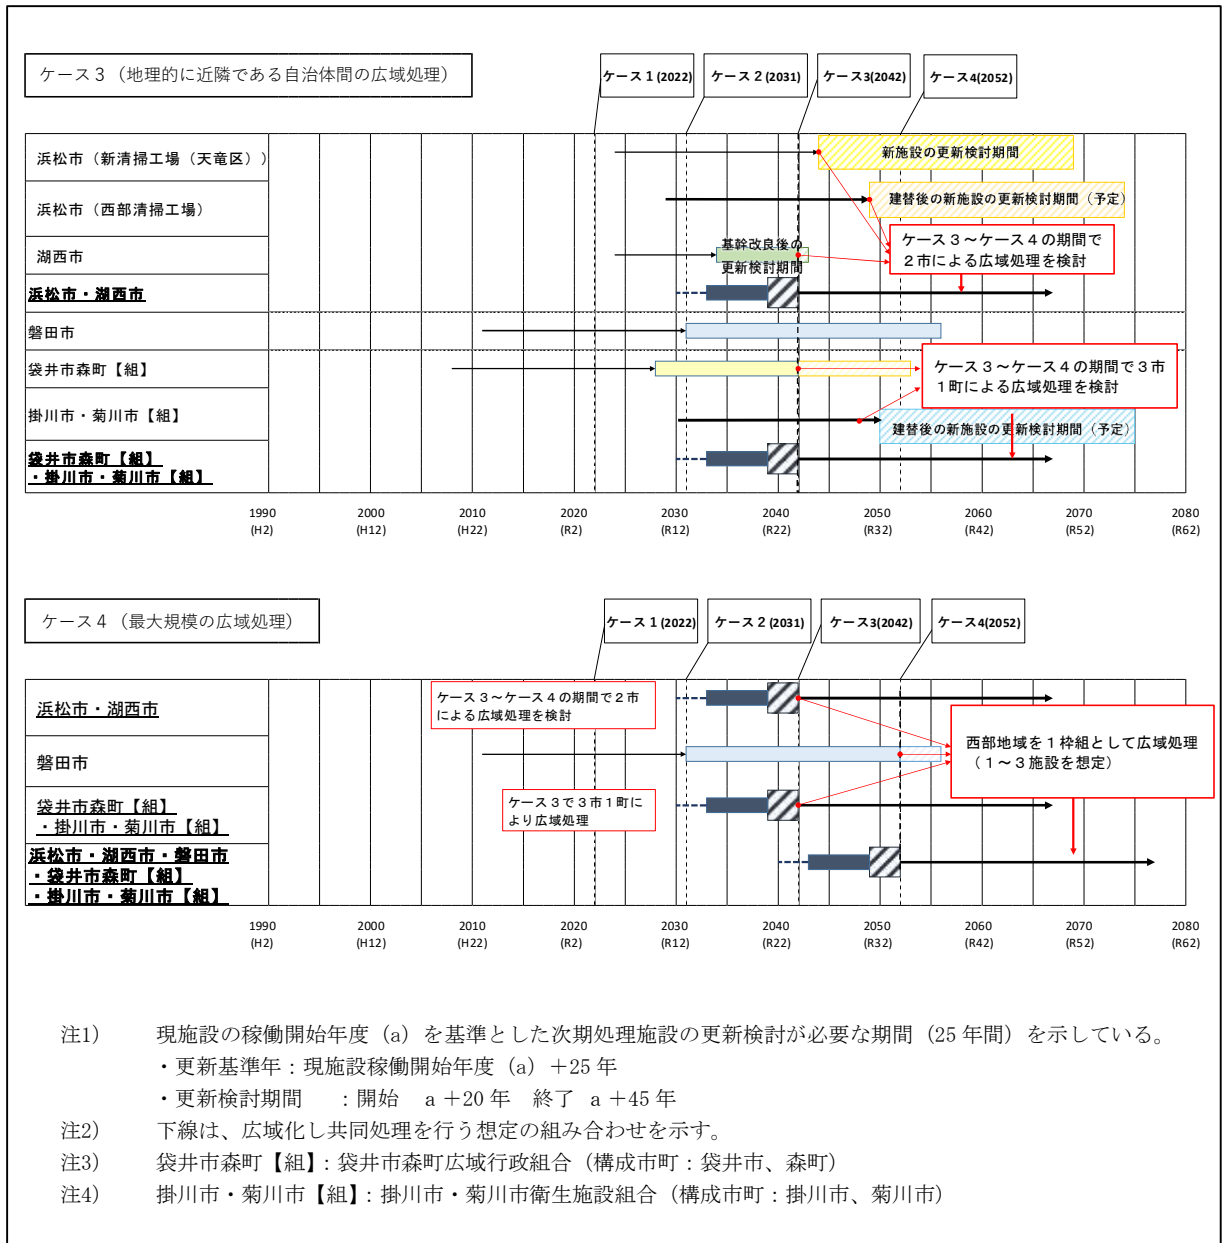 ケース３（地理的に近隣である自治体間の広域処理）
ケース１(2022)
ケース２(2031)
ケース3(2042)
ケース4(2052)
浜松市（新清掃工場（天竜区））
新施設の更新検討期間
浜松市（西部清掃工場）
建替後の新施設の更新検討期間（予定）
湖西市
基幹改良後の
更新検討期間
ケース３～ケース４の期間で
２市による広域処理を検討
浜松市・湖西市
磐田市
袋井市森町【組】
ケース３～ケース４の期間で３市
１町による広域処理を検討
掛川市・菊川市【組】
建替後の新施設の更新検討期間（予定）
袋井市森町【組】
・掛川市・菊川市【組】
1990 2000 2010 2020 2030 2040 2050 2060 2070 2080
(H2) (H12) (H22) (R2) (R12) (R22) (R32) (R42) (R52) (R62)
ケース４（最大規模の広域処理）
ケース１(2022)
ケース２(2031)
ケース3(2042)
ケース4(2052)
浜松市・湖西市
ケース３～ケース４の期間で２市
による広域処理を検討
磐田市
西部地域を１枠組として広域処理
（１～３施設を想定）
袋井市森町【組】
・掛川市・菊川市【組】
ケース３で３市１町に
より広域処理
浜松市・湖西市・磐田市
・袋井市森町【組】
・掛川市・菊川市【組】
1990 2000 2010 2020 2030 2040 2050 2060 2070 2080
(H2) (H12) (H22) (R2) (R12) (R22) (R32) (R42) (R52) (R62)
注1) 現施設の稼働開始年度（a）を基準とした次期処理施設の更新検討が必要な期間（25 年間）を示している。
・更新基準年：現施設稼働開始年度（a）＋25 年
・更新検討期間 ：開始 ａ＋20 年 終了 ａ＋45 年
注2) 下線は、広域化し共同処理を行う想定の組み合わせを示す。
注3) 袋井市森町【組】：袋井市森町広域行政組合（構成市町：袋井市、森町）
注4) 掛川市・菊川市【組】：掛川市・菊川市衛生施設組合（構成市町：掛川市、菊川市）